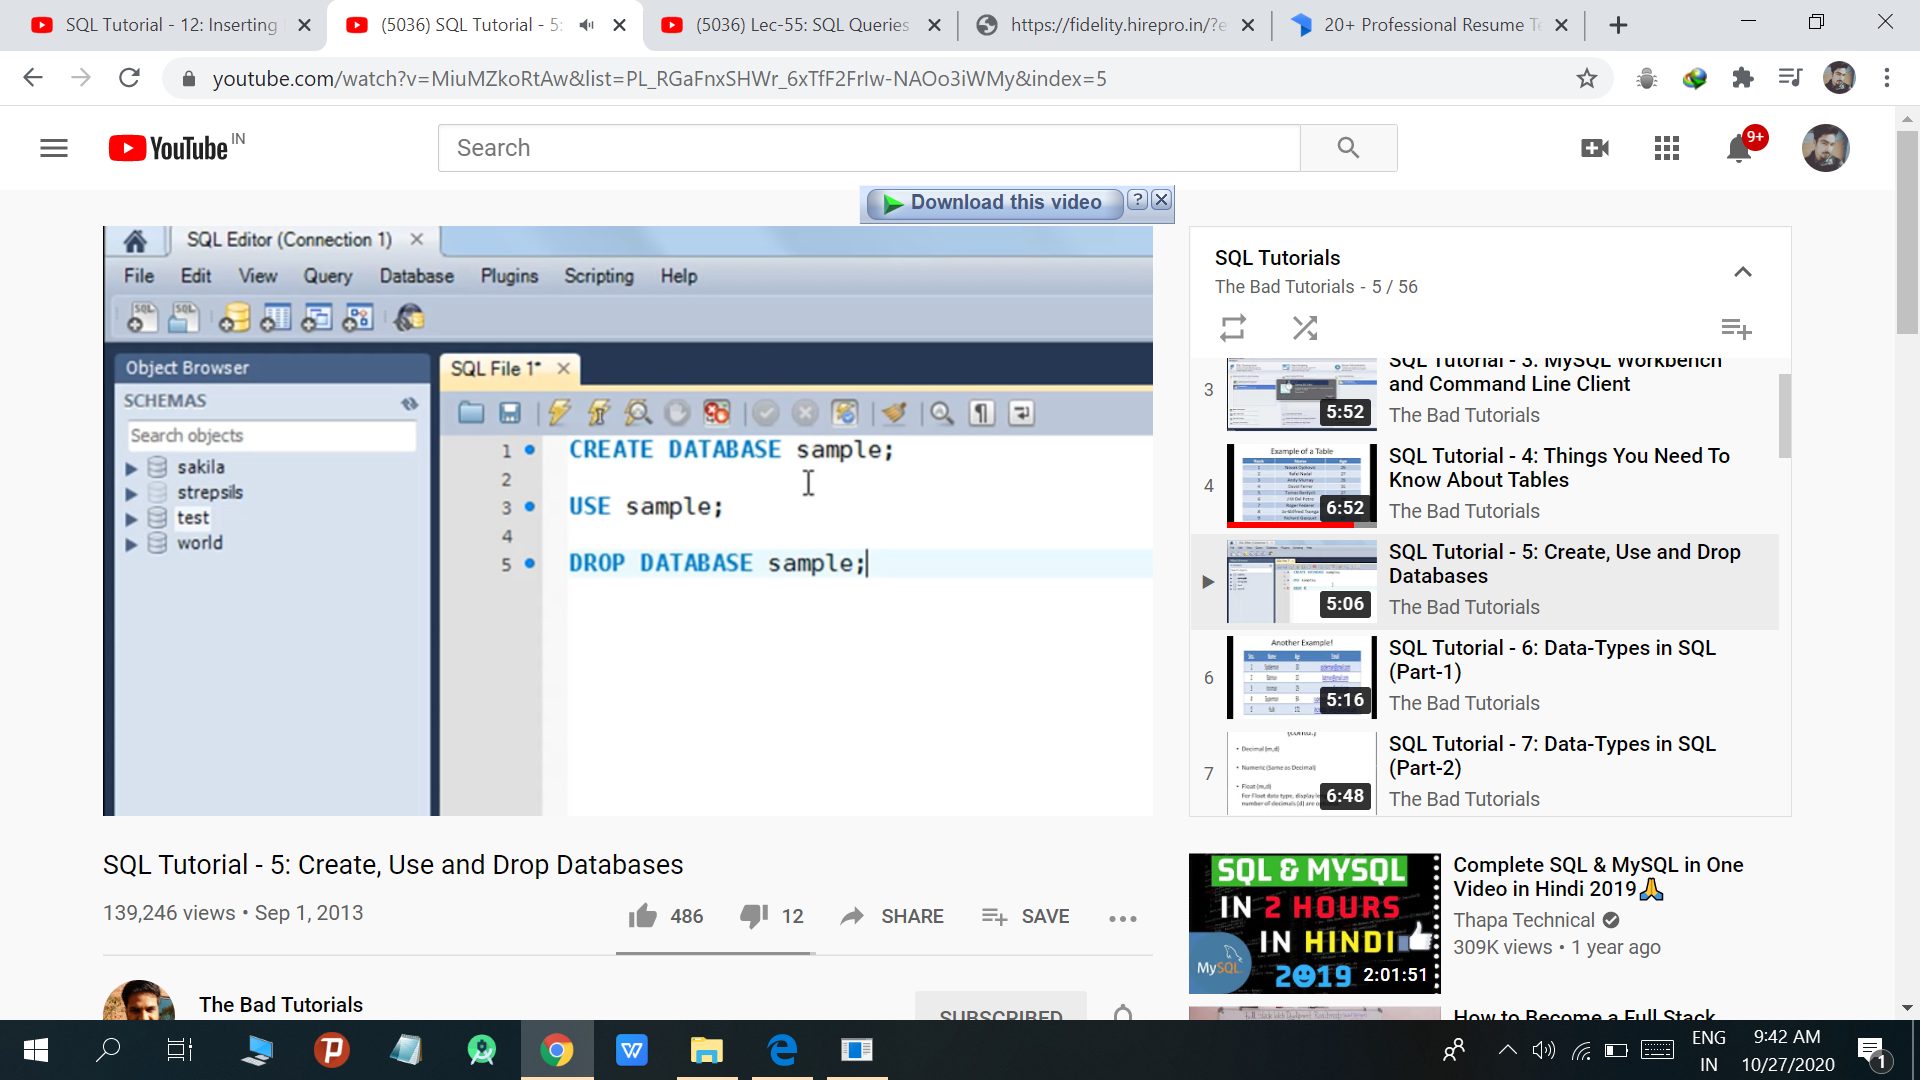 SQL Tutorial - 12: Inserting
(5036) SQL Tutorial - 5:
(5036) Lec-55: SQL Queries
https://fidelity.hirepro.in/?e
20+ Professional Resume Te
youtube.com/watch?v=MiuMZkoRtAw&list=PL_RGaFnxSHWr_6xTfF2FrIw-NAOo3iWMy&index=5
YouTube IN
Search
9+
Download this video ?
SQL Editor (Connection 1)
File Edit View Query Database Plugins Scripting Help
Object Browser
SCHEMAS
Search objects
sakila
strepsils
test
world
SQL File 1*
1 CREATE DATABASE sample;
2
3 USE sample;
4
5 DROP DATABASE sample;
SQL Tutorials
The Bad Tutorials - 5 / 56
3
5:52
SQL Tutorial - 3: MySQL Workbench
and Command Line Client
The Bad Tutorials
4
Example of a Table
6:52
SQL Tutorial - 4: Things You Need To
Know About Tables
The Bad Tutorials
5:06
SQL Tutorial - 5: Create, Use and Drop
Databases
The Bad Tutorials
6
Another Example!
5:16
SQL Tutorial - 6: Data-Types in SQL
(Part-1)
The Bad Tutorials
7
• Decimal (m,d)
• Numeric (Same as Decimal)
• Float (m,d)
6:48
SQL Tutorial - 7: Data-Types in SQL
(Part-2)
The Bad Tutorials
SQL Tutorial - 5: Create, Use and Drop Databases
139,246 views • Sep 1, 2013
486
12
SHARE
SAVE
The Bad Tutorials
SUBSCRIBED
SQL & MYSQL
IN 2 HOURS
IN HINDI
2019
MySQL
2:01:51
Complete SQL & MySQL in One
Video in Hindi 2019🙏
Thapa Technical
309K views • 1 year ago
How to Become a Full Stack
ENG
IN
9:42 AM
10/27/2020
1